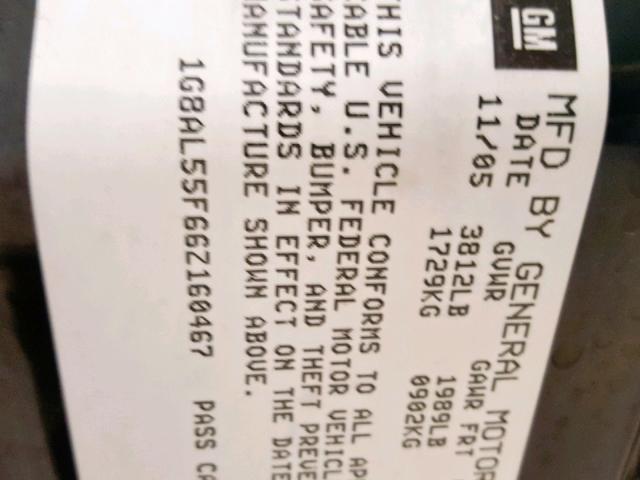 GM
MFD BY GENERAL MOTOR
DATE GVWR GAWR FRT
11/05 3812LB 1989LB
1729KG 0902KG
THIS VEHICLE CONFORMS TO ALL AP
ABLE U.S. FEDERAL MOTOR VEHICL
AFETY, BUMPER, AND THEFT PREVE
STANDARDS IN EFFECT ON THE DATE
MANUFACTURE SHOWN ABOVE.
1G8AL55F66Z160467 PASS CA